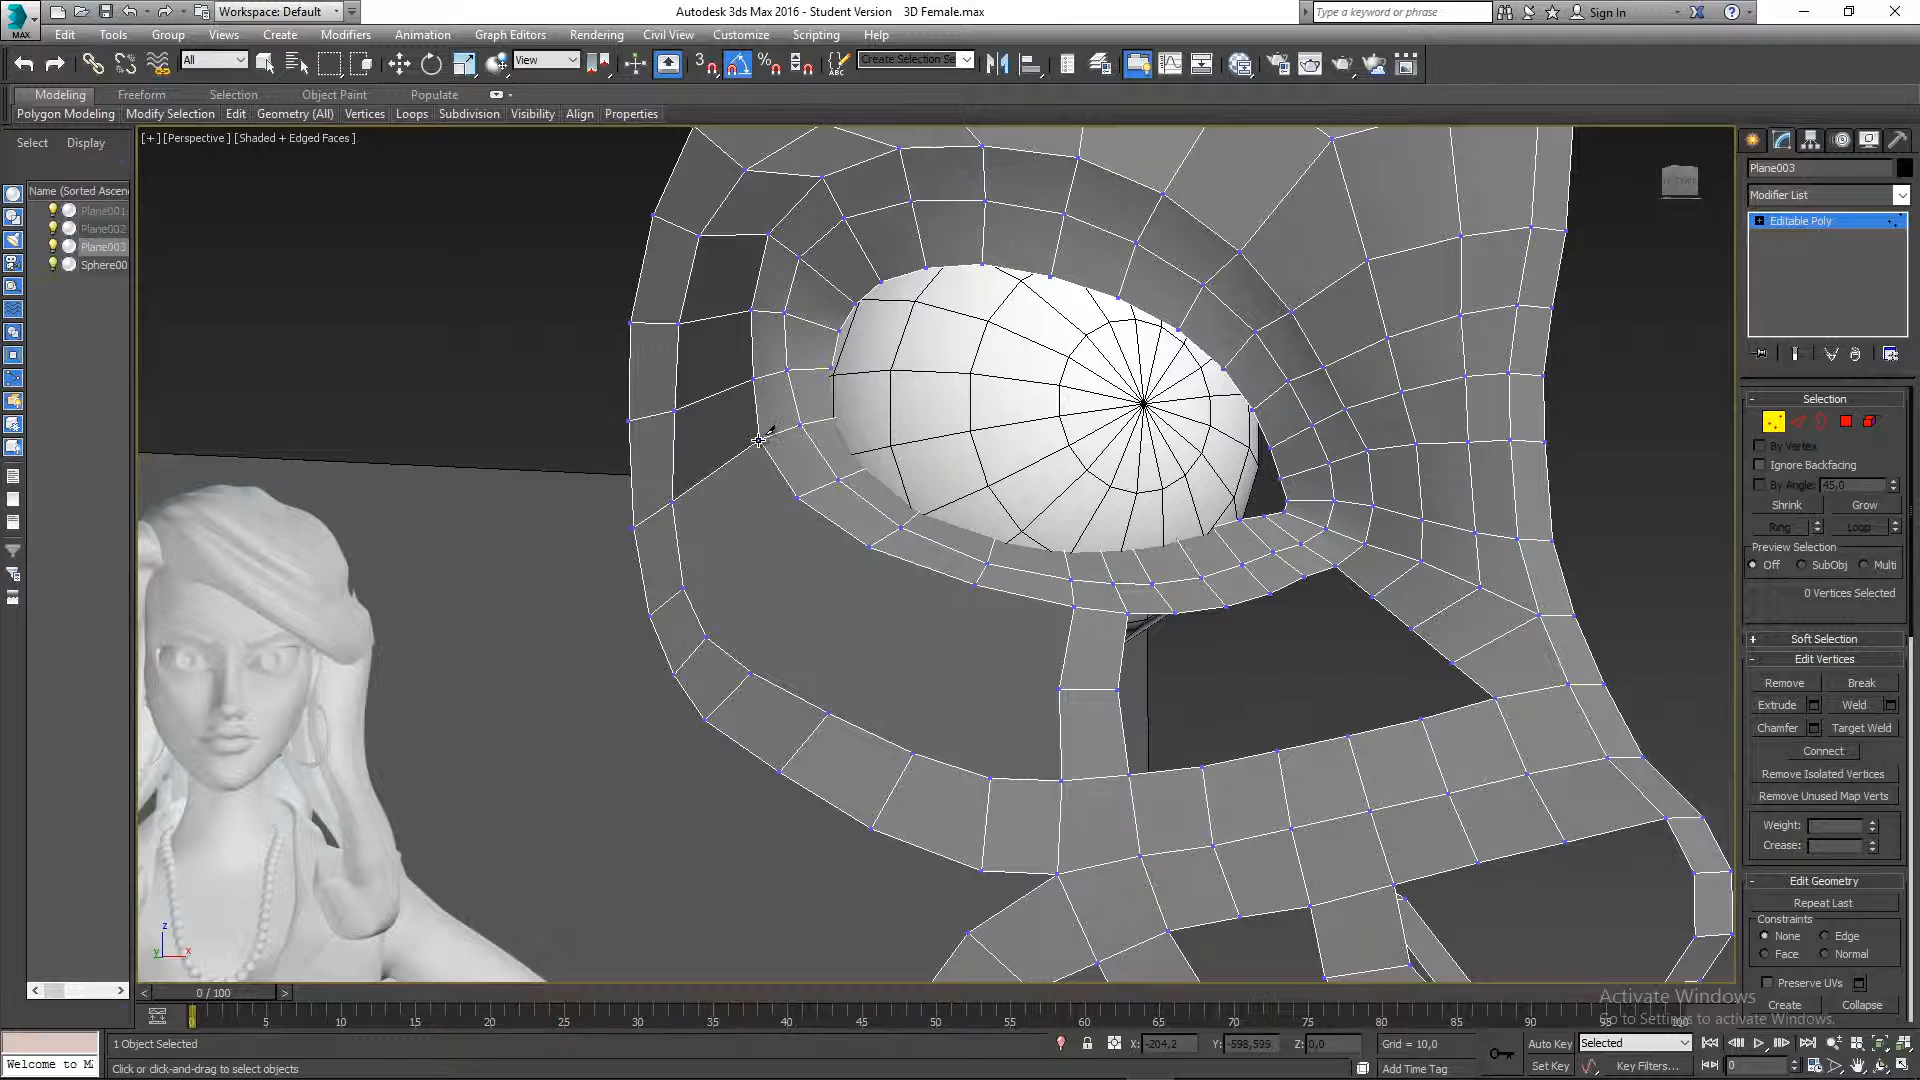 Workspace: Default
Autodesk 3ds Max 2016 - Student Version 3D Female.max
Type a keyword or phrase
Sign In
MAX
Edit Tools Group Views Create Modifiers Animation Graph Editors Rendering Civil View Customize Scripting Help
All
View
3
ABC
Create Selection Se
Modeling Freeform Selection Object Paint Populate
Polygon Modeling Modify Selection Edit Geometry (All) Vertices Loops Subdivision Visibility Align Properties
Select Display
Name (Sorted Ascen
Plane001
Plane002
Plane003
Sphere00
[+] [Perspective ] [Shaded + Edged Faces ]
z
y x
Plane003
Modifier List
Editable Poly
- Selection
By Vertex
Ignore Backfacing
By Angle: 45,0
Shrink Grow
Ring Loop
Preview Selection
Off SubObj Multi
0 Vertices Selected
+ Soft Selection
- Edit Vertices
Remove Break
Extrude Weld
Chamfer Target Weld
Connect
Remove Isolated Vertices
Remove Unused Map Verts
Weight:
Crease:
- Edit Geometry
Repeat Last
Constraints
None Edge
Face Normal
Preserve UVs
Create Collapse
Activate Windows
Go to Settings to activate Windows.
< 0 / 100 >
0 5 10 15 20 25 30 35 40 45 50 55 60 65 70 75 80 85 90 95 100
Welcome to M
1 Object Selected
Click or click-and-drag to select objects
X: -204,2 Y: -598,599 Z: 0,0
Grid = 10,0
Add Time Tag
Auto Key Selected
Set Key Key Filters...
0